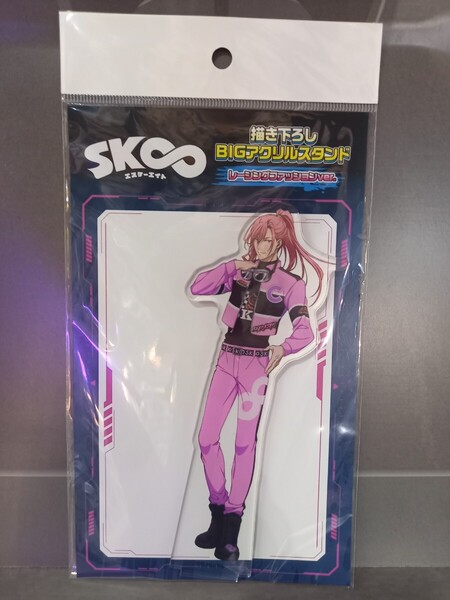 SK∞
エスケーエイト
描き下ろし
BIGアクリルスタンド
レーシングファッションver.